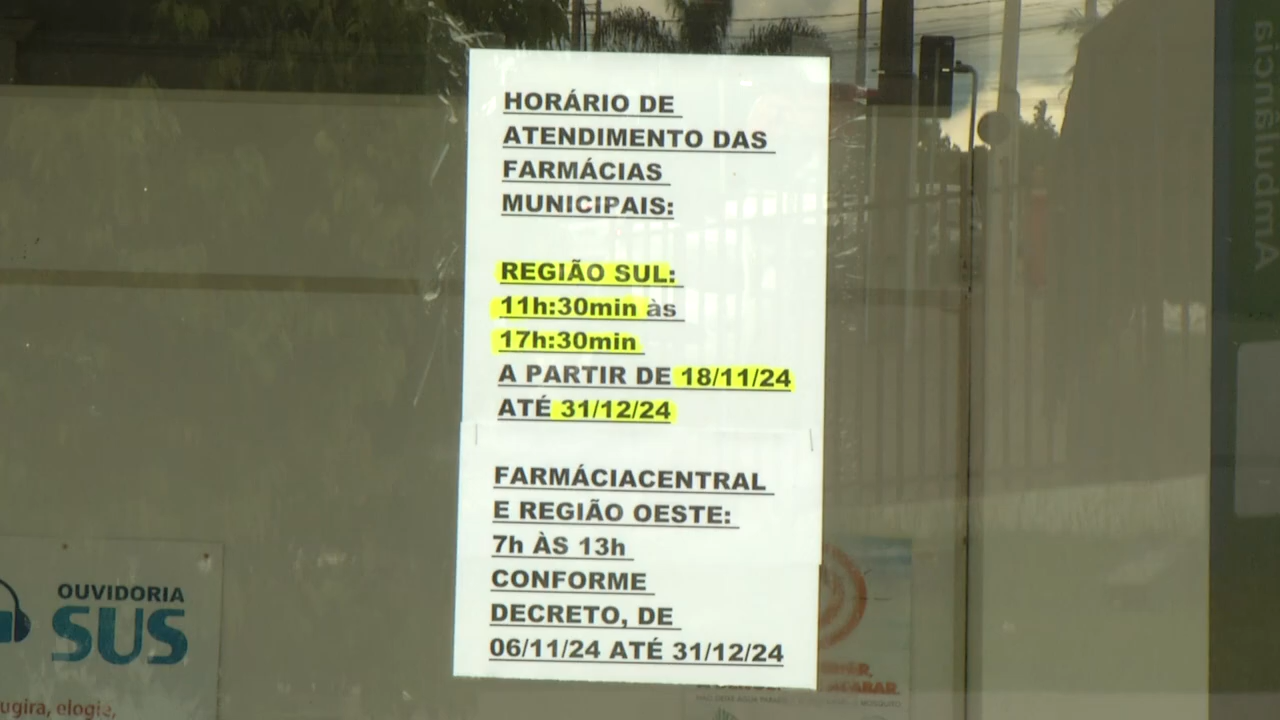 HORÁRIO DE
ATENDIMENTO DAS
FARMÁCIAS
MUNICIPAIS:
REGIÃO SUL:
11h:30min às
17h:30min
A PARTIR DE 18/11/24
ATÉ 31/12/24
FARMÁCIACENTRAL
E REGIÃO OESTE:
7h ÀS 13h
CONFORME
DECRETO, DE
06/11/24 ATÉ 31/12/24
OUVIDORIA
SUS
ugira, elogie,
Ambulância